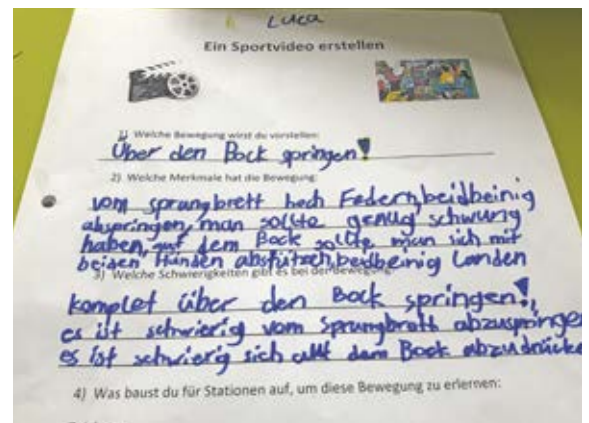 Luca
Ein Sportvideo erstellen
1) Welche Bewegung wirst du vorstellen:
Über den Bock springen!
2) Welche Merkmale hat die Bewegung:
vom sprungbrett hoch Federn, beidbeinig
abspringen, man sollte genug schwung
haben, auf dem Bock sollte man sich mit
beiden Händen abstützen, beidbeinig Landen
3) Welche Schwierigkeiten gibt es bei der Bewegung:
komplet über den Bock springen!,
es ist schwierig vom Sprungbrett abzuspringe
es ist schwierig sich auf dem Bock abzudrücke
4) Was baust du für Stationen auf, um diese Bewegung zu erlernen: